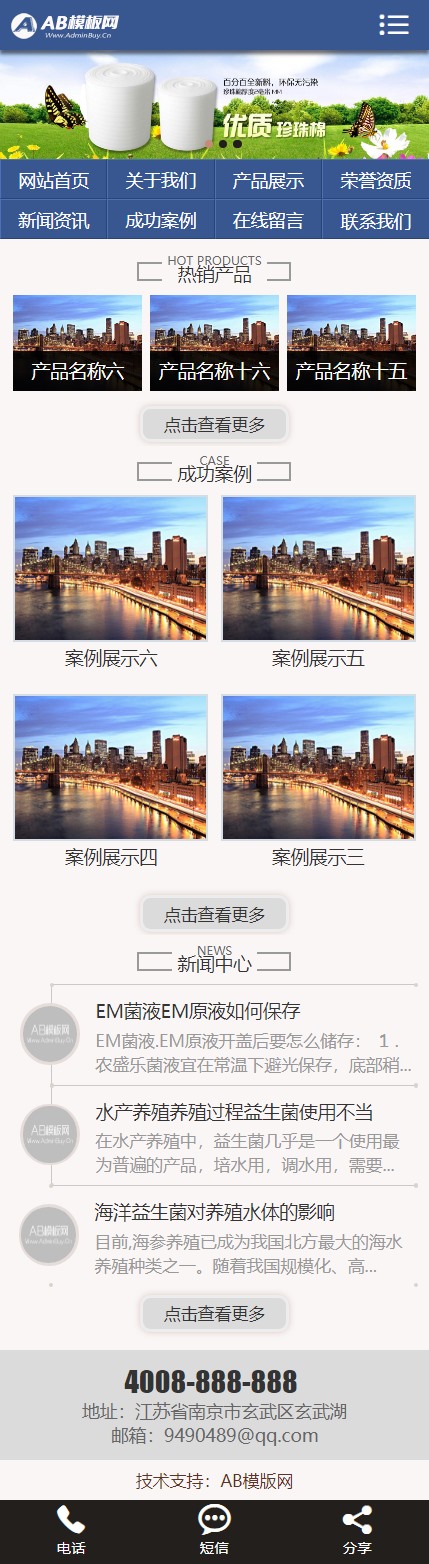 AB模板网
Www.AdminBuy.Cn
百分百全新料，环保无污染
优质 珍珠棉
网站首页 关于我们 产品展示 荣誉资质
新闻资讯 成功案例 在线留言 联系我们
HOT PRODUCTS
热销产品
产品名称六 产品名称十六 产品名称十五
点击查看更多
CASE
成功案例
案例展示六 案例展示五
案例展示四 案例展示三
点击查看更多
NEWS
新闻中心
AB模板网
Www.AdminBuy.Cn
EM菌液EM原液如何保存
EM菌液.EM原液开盖后要怎么储存： １.
农盛乐菌液宜在常温下避光保存，底部稍...
AB模板网
Www.AdminBuy.Cn
水产养殖养殖过程益生菌使用不当
在水产养殖中，益生菌几乎是一个使用最
为普遍的产品，培水用，调水用，需要...
AB模板网
Www.AdminBuy.Cn
海洋益生菌对养殖水体的影响
目前,海参养殖已成为我国北方最大的海水
养殖种类之一。随着我国规模化、高...
点击查看更多
4008-888-888
地址：江苏省南京市玄武区玄武湖
邮箱：9490489@qq.com
技术支持：AB模版网
电话 短信 分享